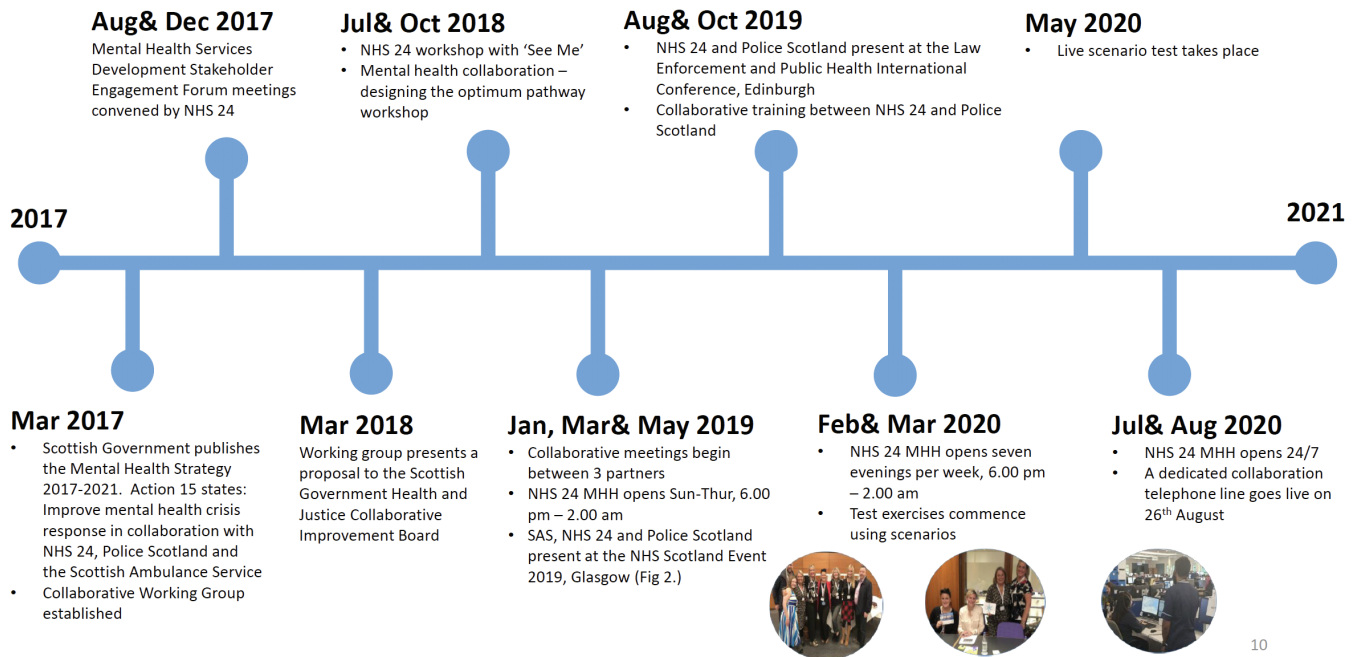 Aug& Dec 2017
Mental Health Services
Development Stakeholder
Engagement Forum meetings
convened by NHS 24
Jul& Oct 2018
• NHS 24 workshop with ‘See Me’
• Mental health collaboration –
designing the optimum pathway
workshop
Aug& Oct 2019
• NHS 24 and Police Scotland present at the Law
Enforcement and Public Health International
Conference, Edinburgh
• Collaborative training between NHS 24 and Police
Scotland
May 2020
• Live scenario test takes place
2017
2021
Mar 2017
• Scottish Government publishes
the Mental Health Strategy
2017-2021. Action 15 states:
Improve mental health crisis
response in collaboration with
NHS 24, Police Scotland and
the Scottish Ambulance Service
• Collaborative Working Group
established
Mar 2018
Working group presents a
proposal to the Scottish
Government Health and
Justice Collaborative
Improvement Board
Jan, Mar& May 2019
• Collaborative meetings begin
between 3 partners
• NHS 24 MHH opens Sun-Thur, 6.00
pm – 2.00 am
• SAS, NHS 24 and Police Scotland
present at the NHS Scotland Event
2019, Glasgow (Fig 2.)
Feb& Mar 2020
• NHS 24 MHH opens seven
evenings per week, 6.00 pm
– 2.00 am
• Test exercises commence
using scenarios
Jul& Aug 2020
• NHS 24 MHH opens 24/7
• A dedicated collaboration
telephone line goes live on
26th August
10